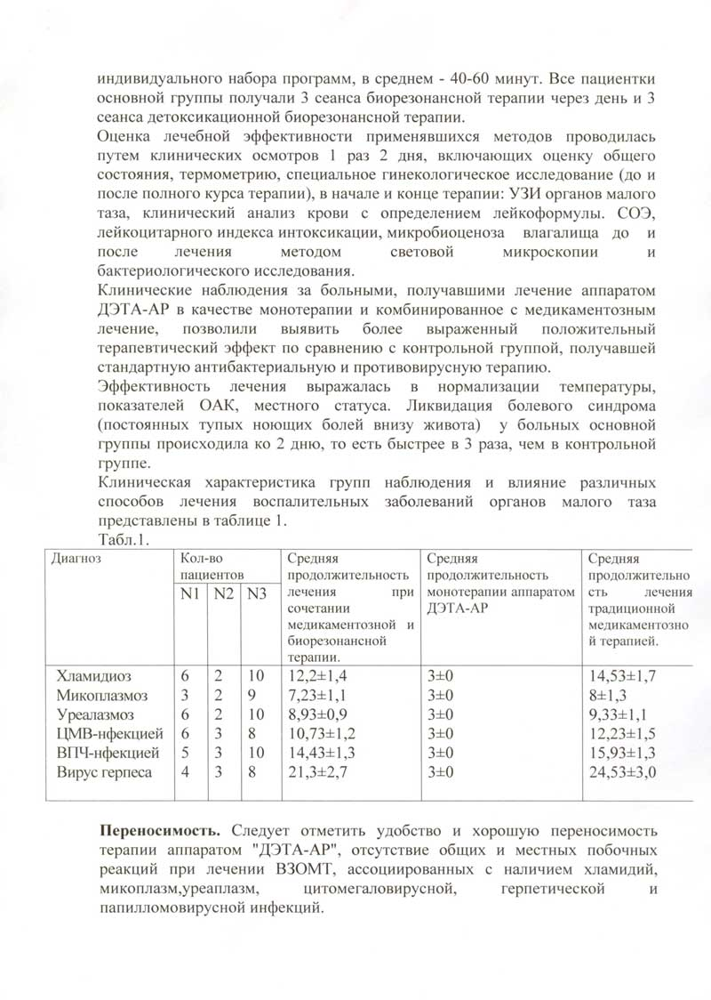 индивидуального набора программ, в среднем - 40-60 минут. Все пациентки
основной группы получали 3 сеанса биорезонансной терапии через день и 3
сеанса детоксикационной биорезонансной терапии.
Оценка лечебной эффективности применявшихся методов проводилась
путем клинических осмотров 1 раз 2 дня, включающих оценку общего
состояния, термометрию, специальное гинекологическое исследование (до и
после полного курса терапии), в начале и конце терапии: УЗИ органов малого
таза, клинический анализ крови с определением лейкоформулы. СОЭ,
лейкоцитарного индекса интоксикации, микробиоценоза влагалища до и
после лечения методом световой микроскопии и
бактериологического исследования.
Клинические наблюдения за больными, получавшими лечение аппаратом
ДЭТА-АР в качестве монотерапии и комбинированное с медикаментозным
лечение, позволили выявить более выраженный положительный
терапевтический эффект по сравнению с контрольной группой, получавшей
стандартную антибактериальную и противовирусную терапию.
Эффективность лечения выражалась в нормализации температуры,
показателей ОАК, местного статуса. Ликвидация болевого синдрома
(постоянных тупых ноющих болей внизу живота) у больных основной
группы происходила ко 2 дню, то есть быстрее в 3 раза, чем в контрольной
группе.
Клиническая характеристика групп наблюдения и влияние различных
способов лечения воспалительных заболеваний органов малого таза
представлены в таблице 1.
Табл.1.
Диагноз Кол-во Средняя Средняя Средняя
пациентов продолжительность продолжительность продолжительно
N1 N2 N3 лечения при монотерапии аппаратом сть лечения
сочетании ДЭТА-АР традиционной
медикаментозной и медикаментозно
биорезонансной й терапией.
терапии.
Хламидиоз 6 2 10 12,2±1,4 3±0 14,53±1,7
Микоплазмоз 3 2 9 7,23±1,1 3±0 8±1,3
Уреалазмоз 6 2 10 8,93±0,9 3±0 9,33±1,1
ЦМВ-нфекцией 6 3 8 10,73±1,2 3±0 12,23±1,5
ВПЧ-нфекцией 5 3 10 14,43±1,3 3±0 15,93±1,3
Вирус герпеса 4 3 8 21,3±2,7 3±0 24,53±3,0
Переносимость. Следует отметить удобство и хорошую переносимость
терапии аппаратом "ДЭТА-АР", отсутствие общих и местных побочных
реакций при лечении ВЗОМТ, ассоциированных с наличием хламидий,
микоплазм,уреаплазм, цитомегаловирусной, герпетической и
папилломовирусной инфекций.